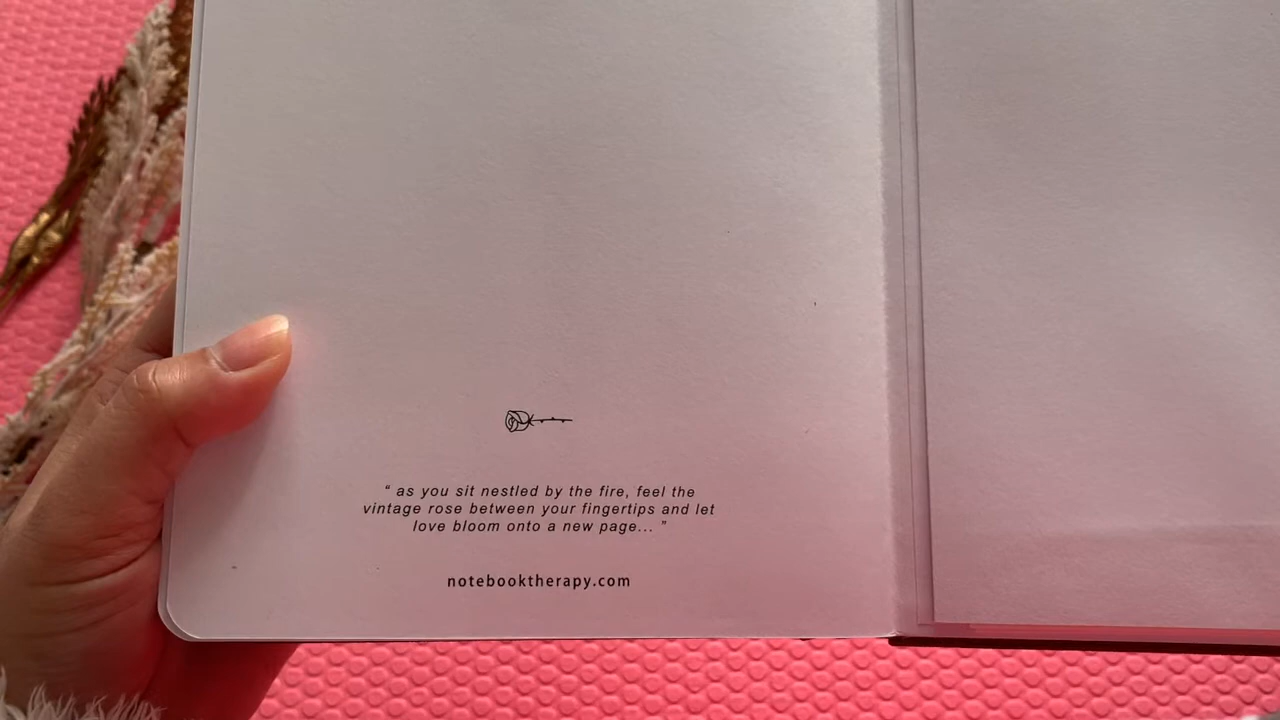 “ as you sit nestled by the fire, feel the
vintage rose between your fingertips and let
love bloom onto a new page... ”
notebooktherapy.com